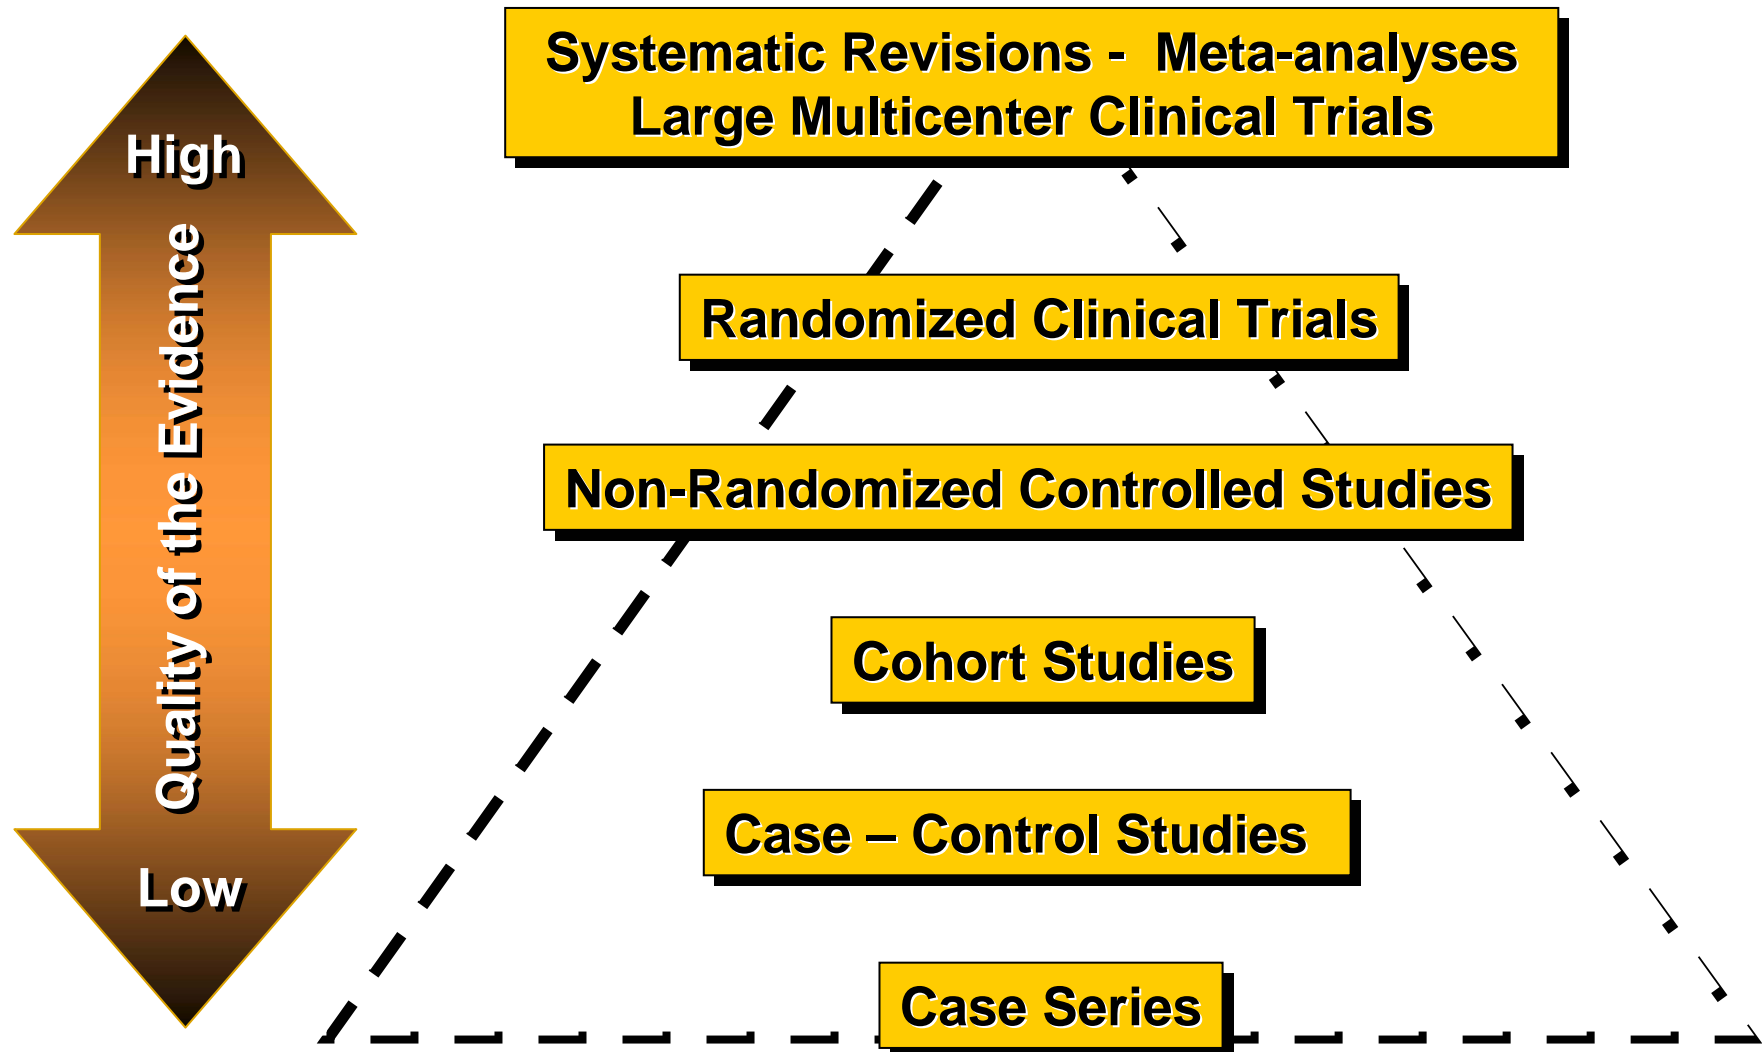 High
Quality of the Evidence
Low
Systematic Revisions -  Meta-analyses
Large Multicenter Clinical Trials
Randomized Clinical Trials
Non-Randomized Controlled Studies
Cohort Studies
Case – Control Studies
Case Series